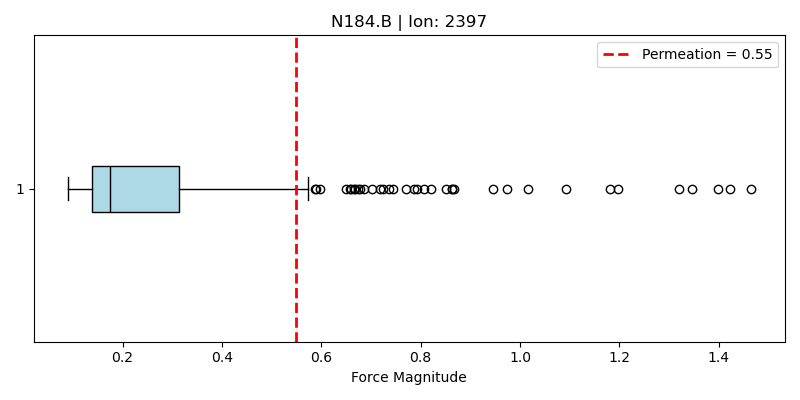 N184.B | Ion: 2397
Permeation = 0.55
1
0.2 0.4 0.6 0.8 1.0 1.2 1.4
Force Magnitude